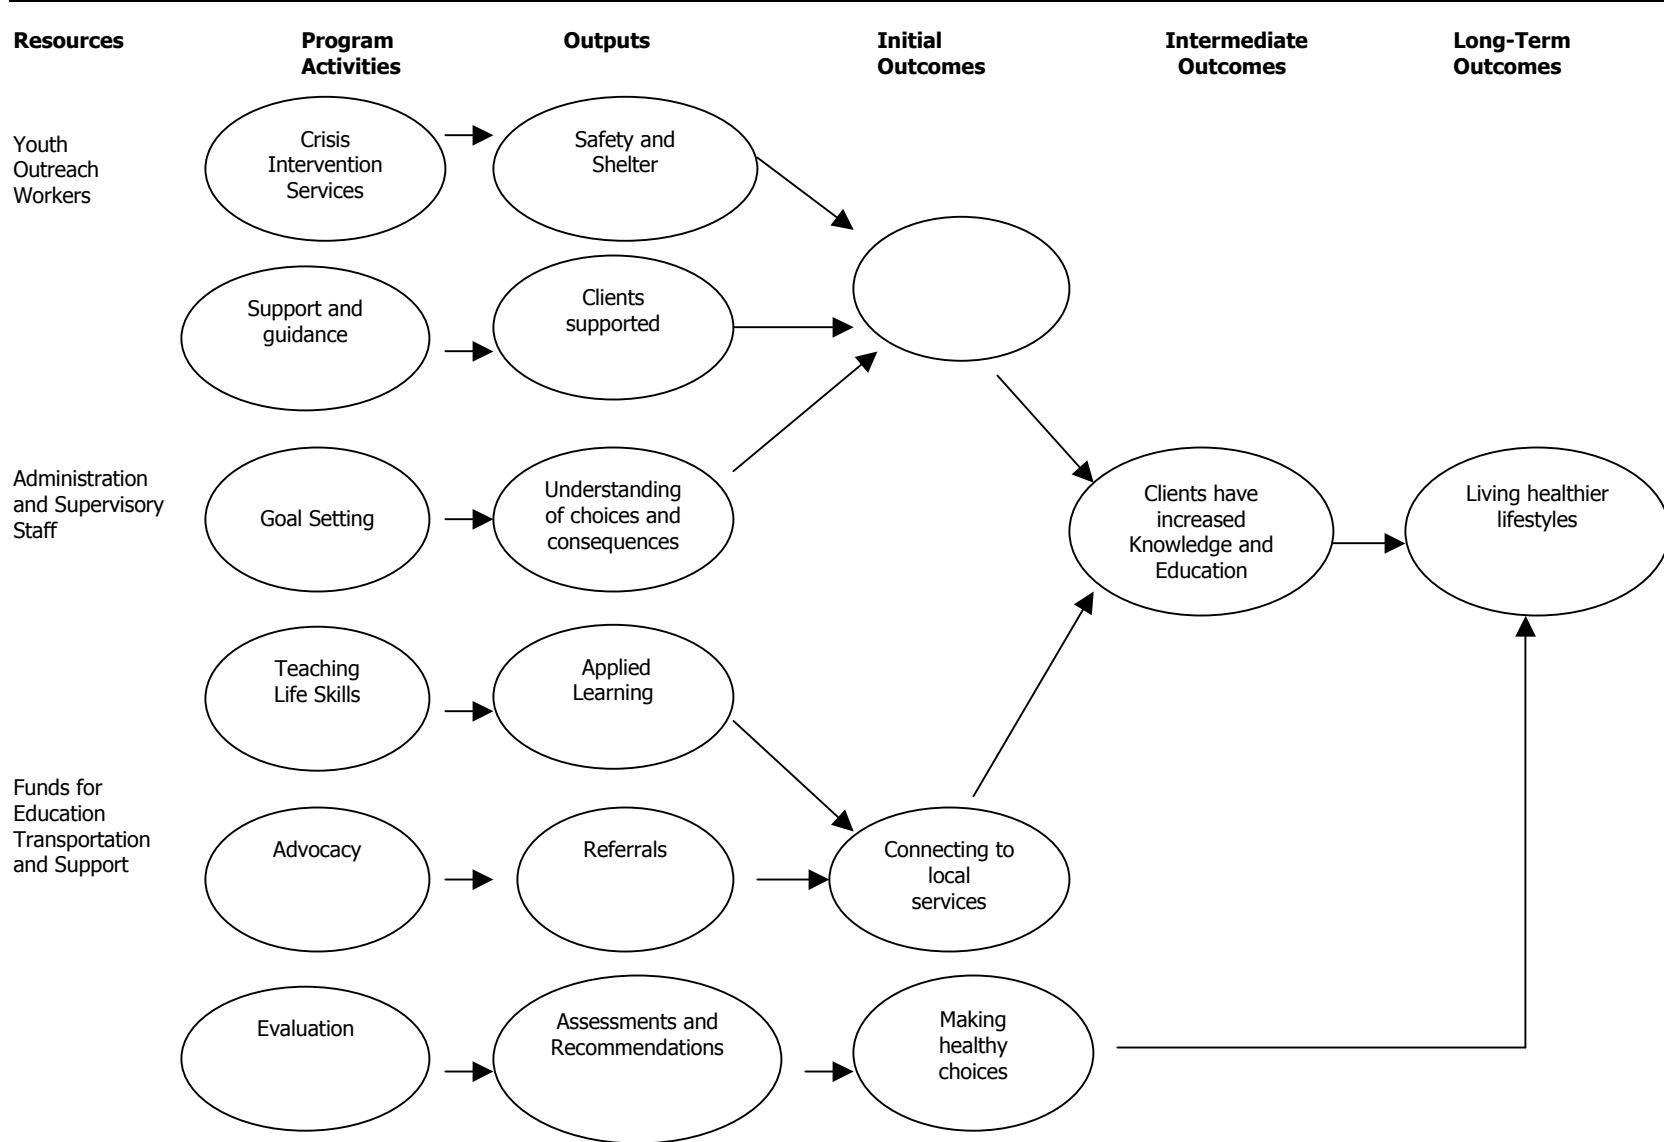 Resources
Program
Activities
Outputs
Initial
Outcomes
Intermediate
Outcomes
Long-Term
Outcomes
Youth
Outreach
Workers
Crisis
Intervention
Services
Safety and
Shelter
Support and
guidance
Clients
supported
Administration
and Supervisory
Staff
Goal Setting
Understanding
of choices and
consequences
Clients have
increased
Knowledge and
Education
Living healthier
lifestyles
Teaching
Life Skills
Applied
Learning
Funds for
Education
Transportation
and Support
Advocacy
Referrals
Connecting to
local
services
Evaluation
Assessments and
Recommendations
Making
healthy
choices